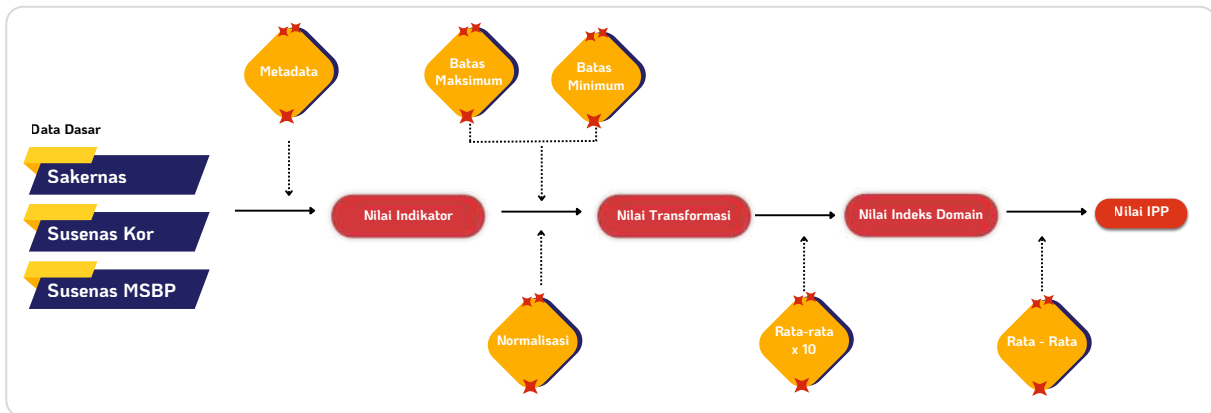 Metadata
Batas
Maksimum
Batas
Minimum
Data Dasar
Sakernas
Susenas Kor
Susenas MSBP
Nilai Indikator
Nilai Transformasi
Nilai Indeks Domain
Nilai IPP
Normalisasi
Rata-rata
x 10
Rata - Rata